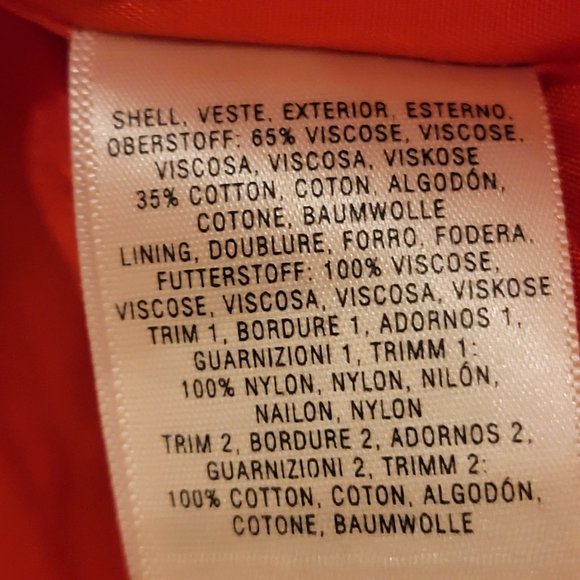 SHELL, VESTE, EXTERIOR, ESTERNO,
OBERSTOFF: 65% VISCOSE, VISCOSE,
VISCOSA, VISCOSA, VISKOSE
35% COTTON, COTON, ALGODÓN,
COTONE, BAUMWOLLE
LINING, DOUBLURE, FORRO, FODERA,
FUTTERSTOFF: 100% VISCOSE,
VISCOSE, VISCOSA, VISCOSA, VISKOSE
TRIM 1, BORDURE 1, ADORNOS 1,
GUARNIZIONI 1, TRIMM 1:
100% NYLON, NYLON, NILÓN,
NAILON, NYLON
TRIM 2, BORDURE 2, ADORNOS 2,
GUARNIZIONI 2, TRIMM 2:
100% COTTON, COTON, ALGODÓN,
COTONE, BAUMWOLLE